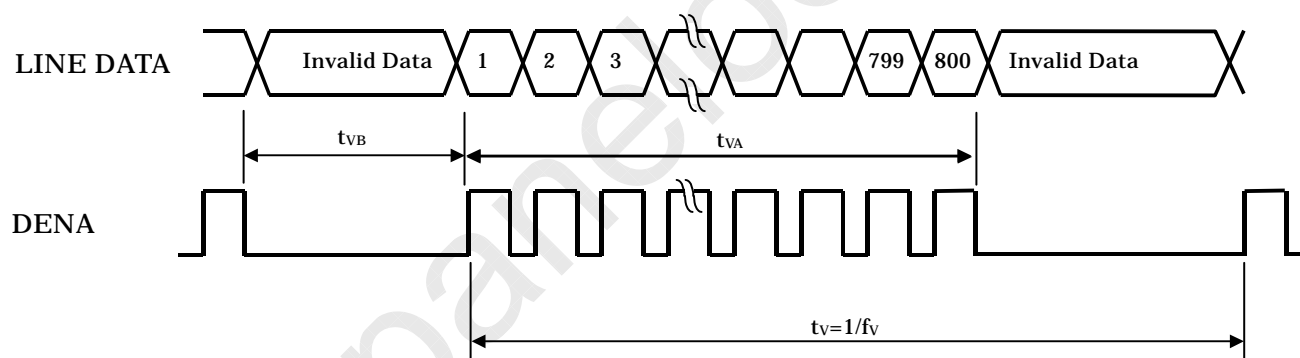 LINE DATA Invalid Data 1 2 3 799 800 Invalid Data
tVB tVA
DENA
tV=1/fV